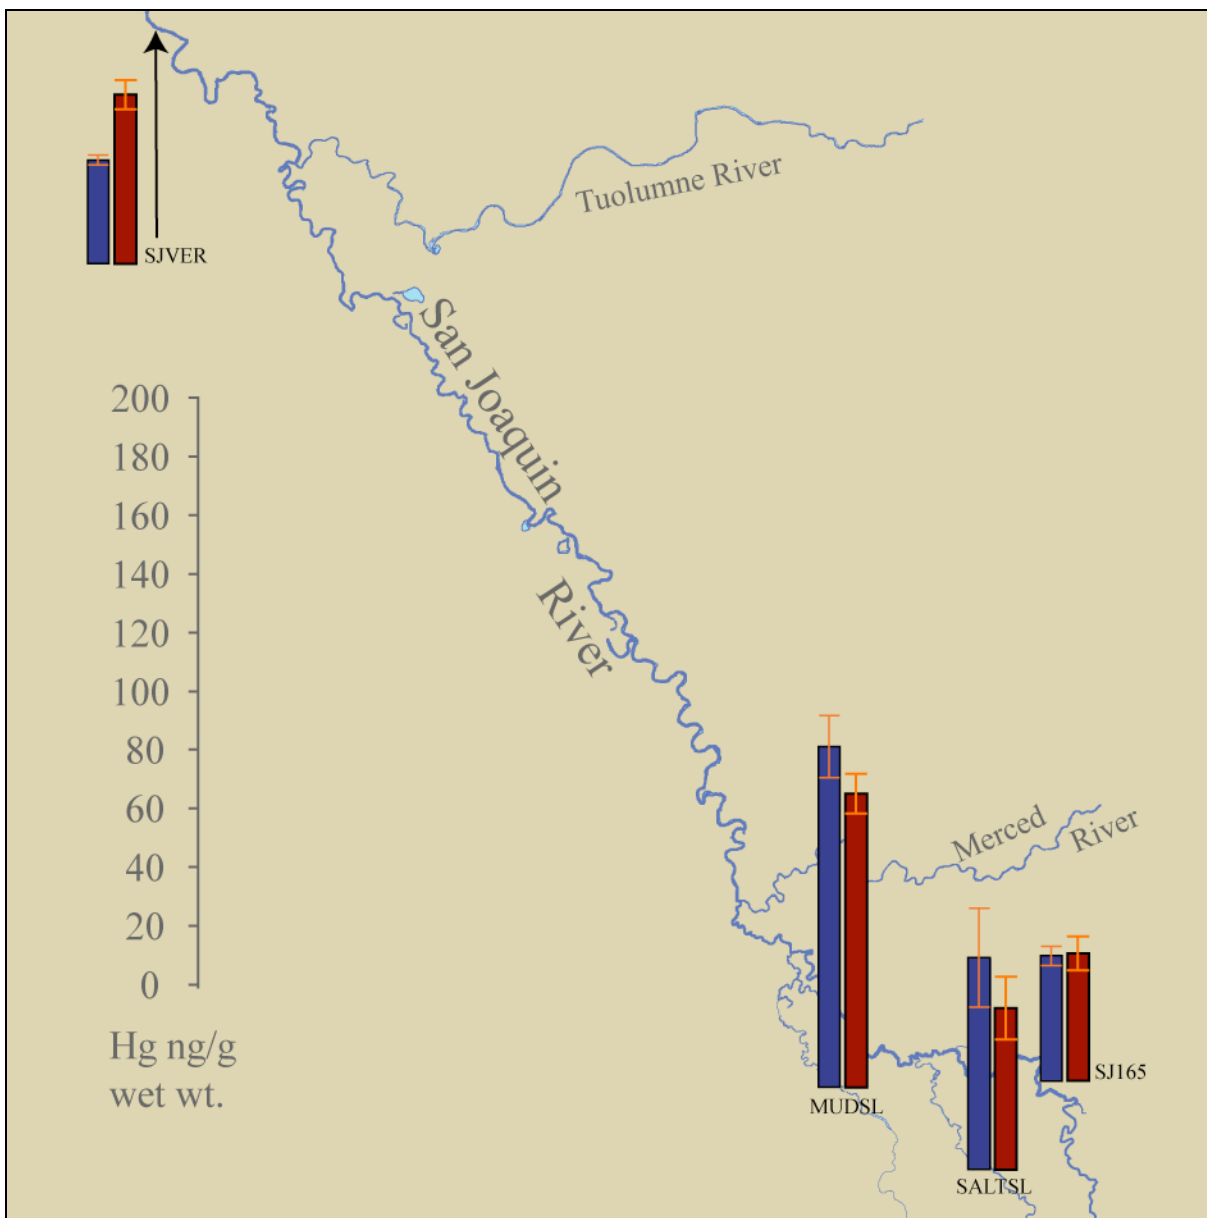 SJVER
Tuolumne River
San Joaquin
River
200
180
160
140
120
100
80
60
40
20
0
Hg ng/g
wet wt.
Merced
River
MUDSL
SALTSL
SJ165